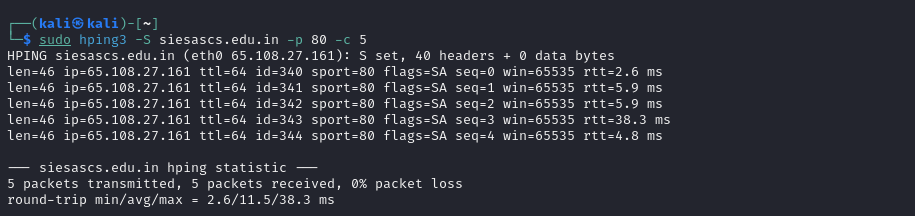 ┌──(kali㉿kali)-[~]
└─$ sudo hping3 -S siesascs.edu.in -p 80 -c 5
HPING siesascs.edu.in (eth0 65.108.27.161): S set, 40 headers + 0 data bytes
len=46 ip=65.108.27.161 ttl=64 id=340 sport=80 flags=SA seq=0 win=65535 rtt=2.6 ms
len=46 ip=65.108.27.161 ttl=64 id=341 sport=80 flags=SA seq=1 win=65535 rtt=5.9 ms
len=46 ip=65.108.27.161 ttl=64 id=342 sport=80 flags=SA seq=2 win=65535 rtt=5.9 ms
len=46 ip=65.108.27.161 ttl=64 id=343 sport=80 flags=SA seq=3 win=65535 rtt=38.3 ms
len=46 ip=65.108.27.161 ttl=64 id=344 sport=80 flags=SA seq=4 win=65535 rtt=4.8 ms
--- siesascs.edu.in hping statistic ---
5 packets transmitted, 5 packets received, 0% packet loss
round-trip min/avg/max = 2.6/11.5/38.3 ms